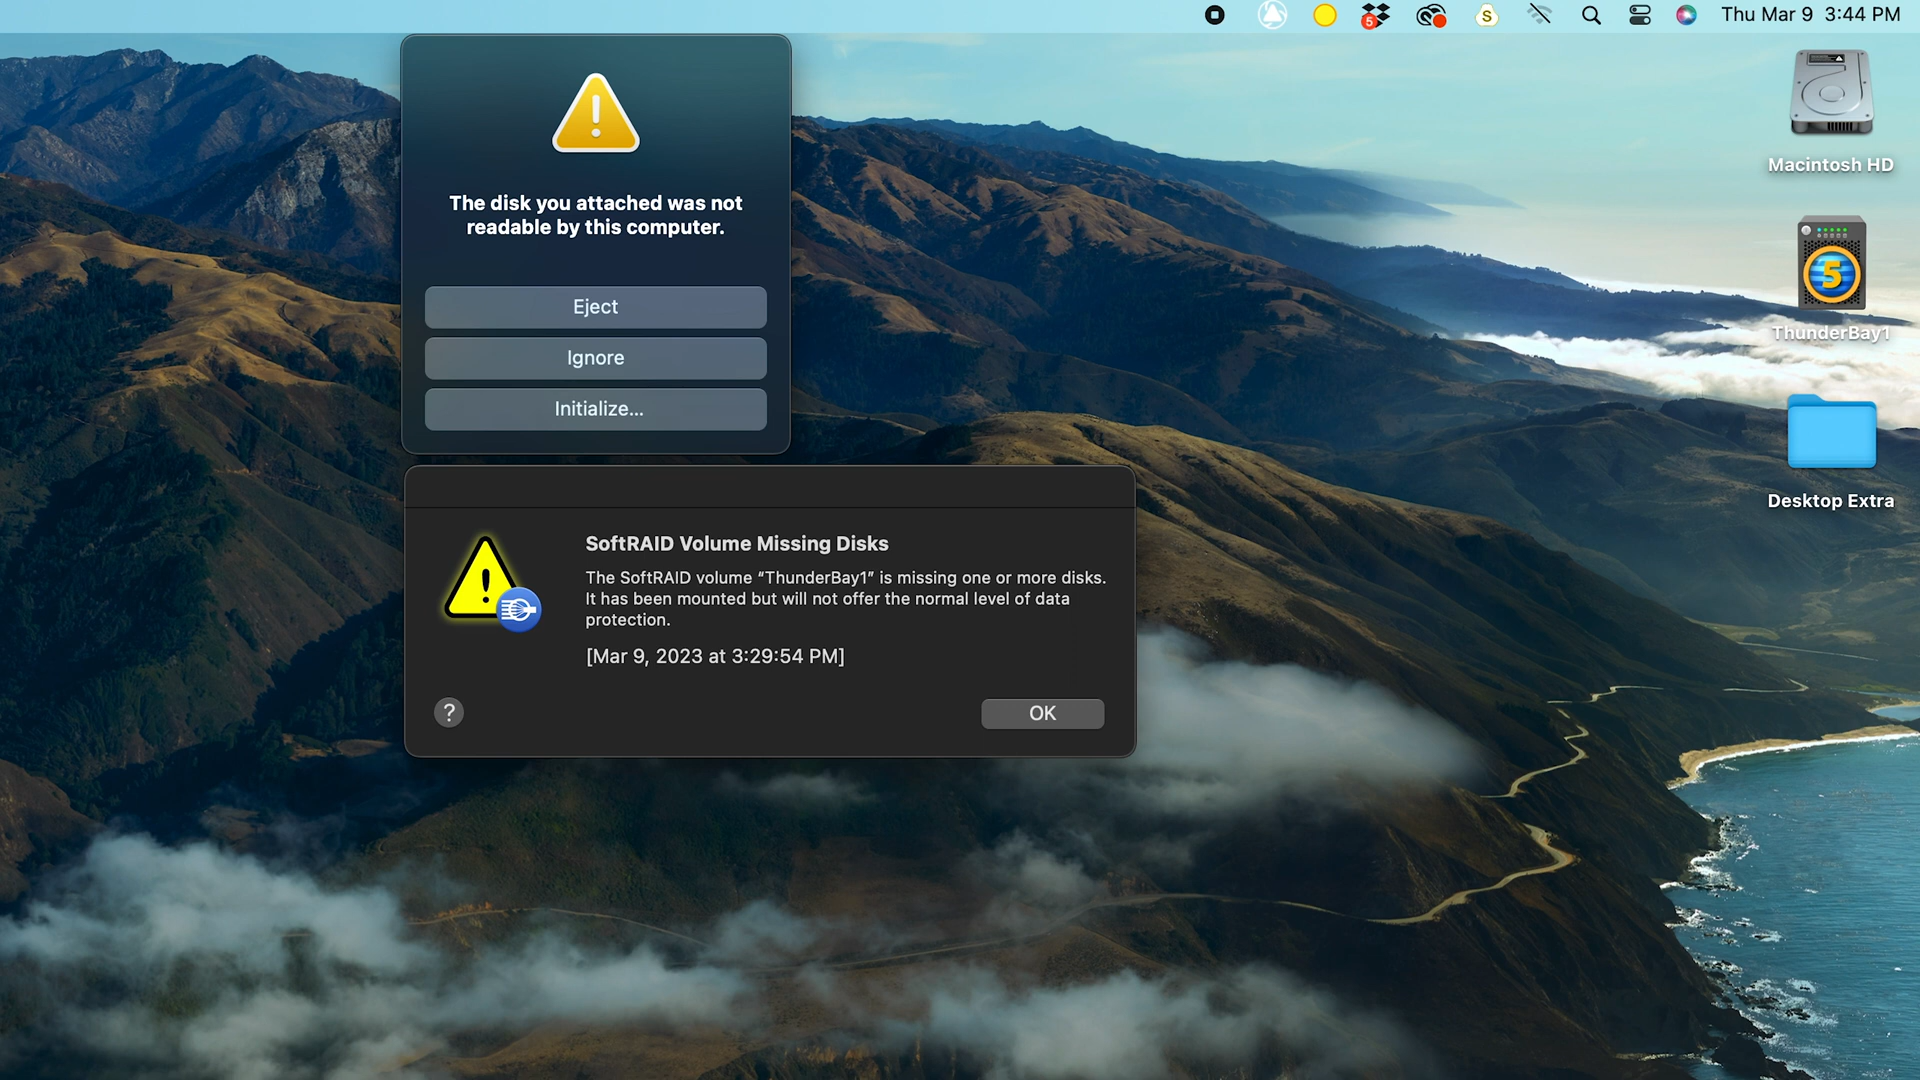 5
S
Thu Mar 9 3:44 PM
The disk you attached was not
readable by this computer.
Eject
Ignore
Initialize...
SoftRAID Volume Missing Disks
The SoftRAID volume “ThunderBay1” is missing one or more disks.
It has been mounted but will not offer the normal level of data
protection.
[Mar 9, 2023 at 3:29:54 PM]
?
OK
Macintosh HD
5
ThunderBay1
Desktop Extra